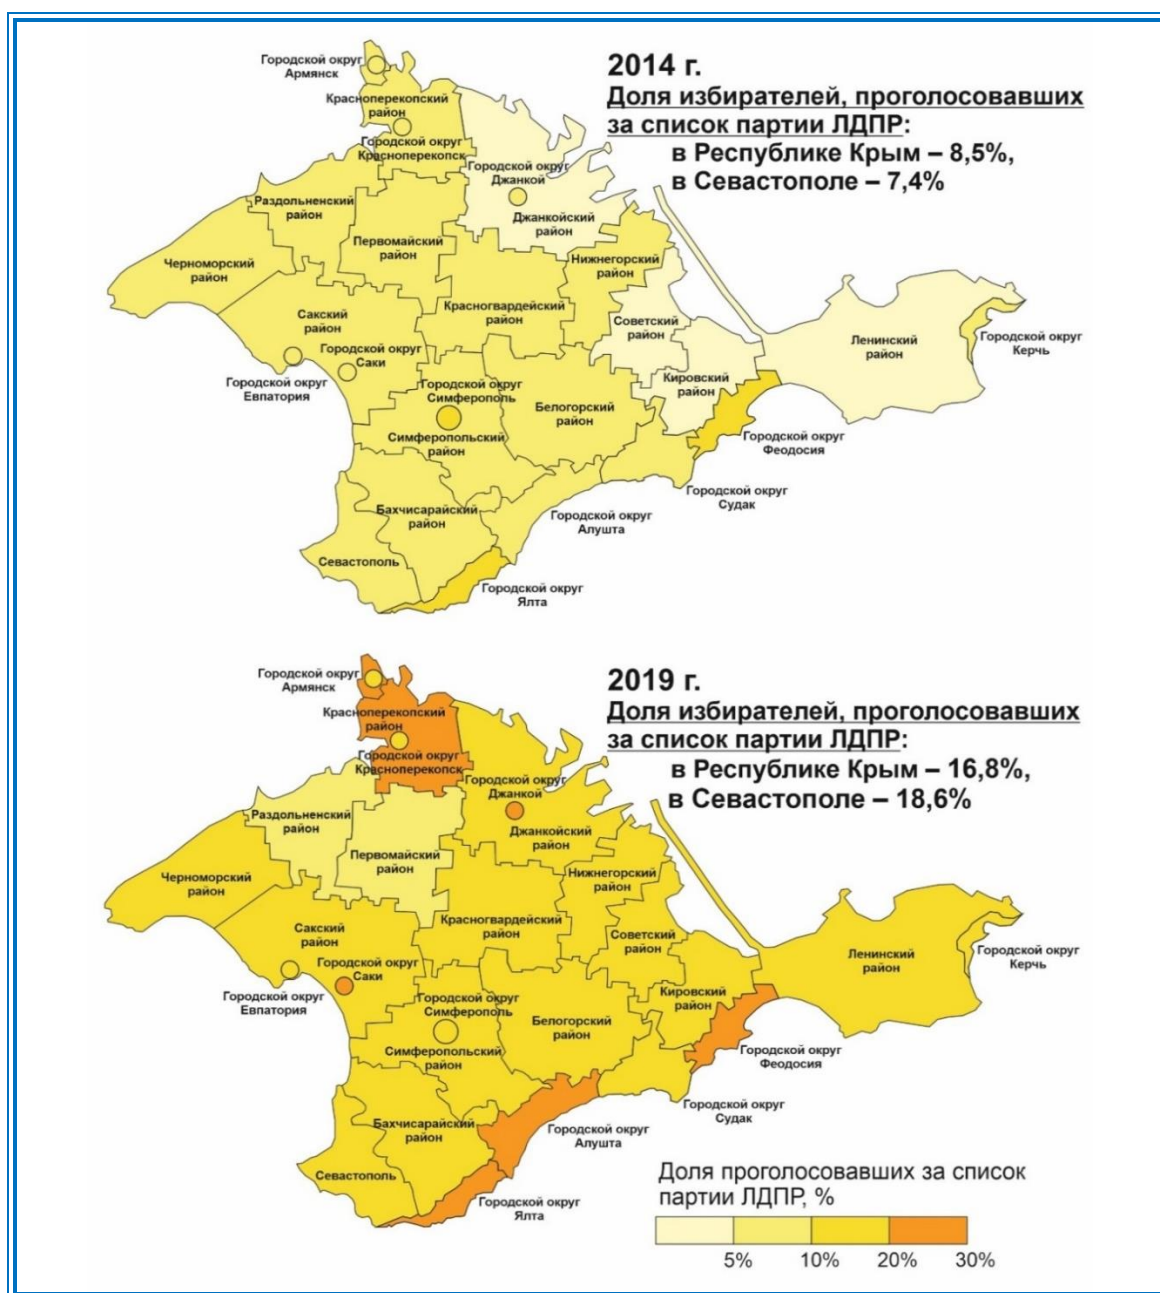 2014 г.
Доля избирателей, проголосовавших
за список партии ЛДПР:
в Республике Крым – 8,5%,
в Севастополе – 7,4%
Городской округ
Армянск
Красноперекопский
район
Городской округ
Красноперекопск
Городской округ
Джанкой
Джанкойский
район
Раздольненский
район
Первомайский
район
Нижнегорский
район
Черноморский
район
Красногвардейский
район
Сакский
район
Советский
район
Ленинский
район
Городской округ
Керчь
Городской округ
Саки
Городской округ
Евпатория
Городской округ
Симферополь
Кировский
район
Белогорский
район
Симферопольский
район
Городской округ
Феодосия
Городской округ
Судак
Бахчисарайский
район
Городской округ
Алушта
Севастополь
Городской округ
Ялта
2019 г.
Доля избирателей, проголосовавших
за список партии ЛДПР:
в Республике Крым – 16,8%,
в Севастополе – 18,6%
Городской округ
Армянск
Красноперекопский
район
Городской округ
Красноперекопск
Городской округ
Джанкой
Джанкойский
район
Раздольненский
район
Первомайский
район
Нижнегорский
район
Черноморский
район
Красногвардейский
район
Сакский
район
Советский
район
Ленинский
район
Городской округ
Керчь
Городской округ
Саки
Городской округ
Евпатория
Городской округ
Симферополь
Кировский
район
Белогорский
район
Симферопольский
район
Городской округ
Феодосия
Городской округ
Судак
Бахчисарайский
район
Городской округ
Алушта
Севастополь
Городской округ
Ялта
Доля проголосовавших за список
партии ЛДПР, %
5% 10% 20% 30%